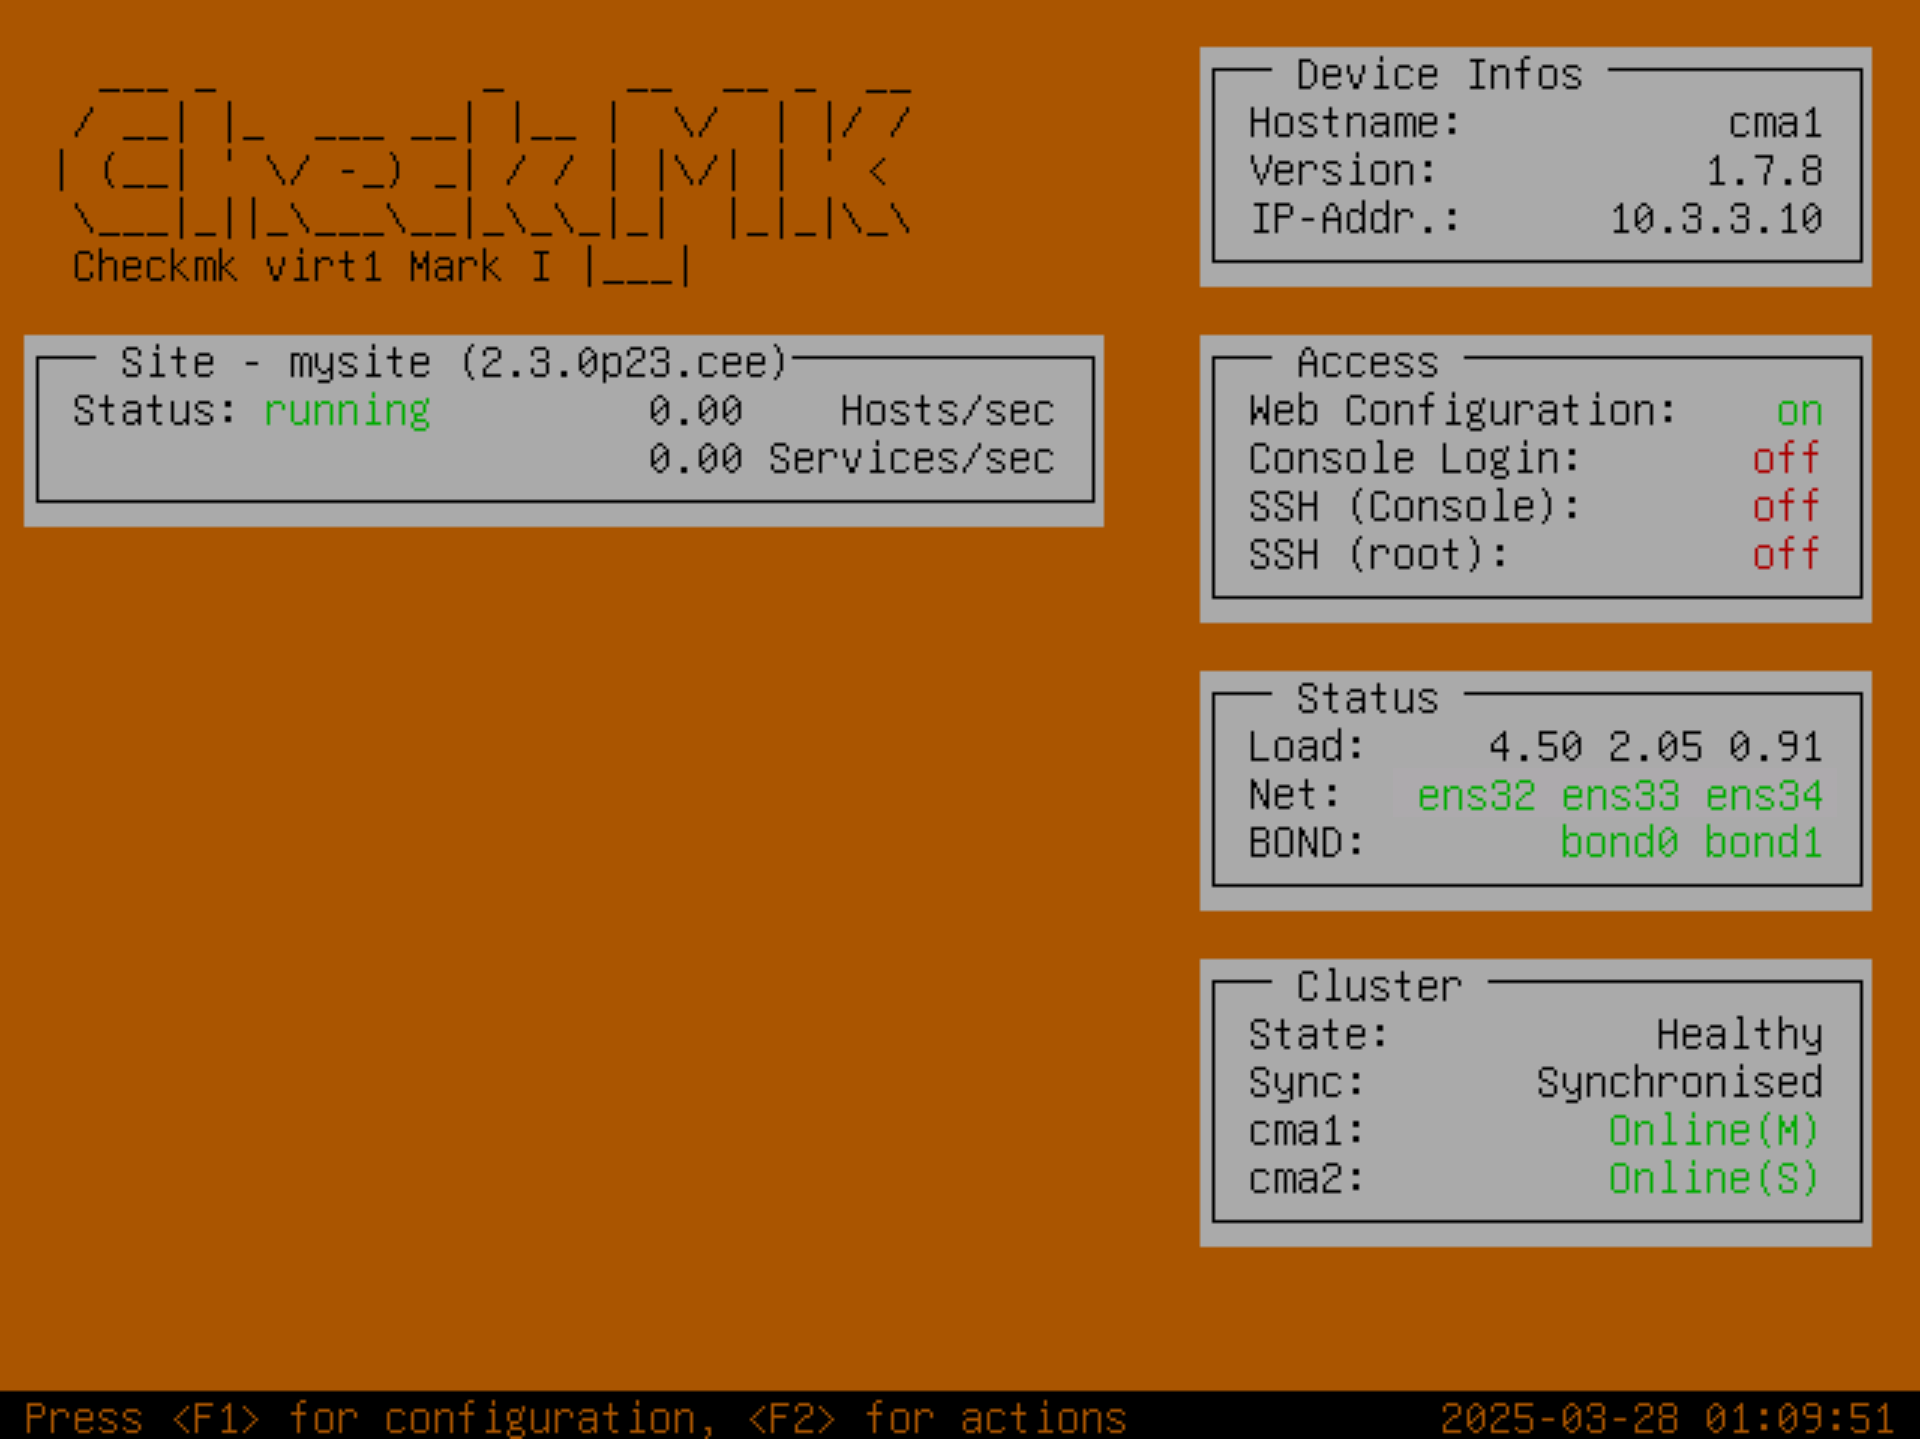 CheckMK
Checkmk virt1 Mark I
Site - mysite (2.3.0p23.cee)
Status: running 0.00 Hosts/sec
0.00 Services/sec
Device Infos
Hostname: cma1
Version: 1.7.8
IP-Addr.: 10.3.3.10
Access
Web Configuration: on
Console Login: off
SSH (Console): off
SSH (root): off
Status
Load: 4.50 2.05 0.91
Net: ens32 ens33 ens34
BOND: bond0 bond1
Cluster
State: Healthy
Sync: Synchronised
cma1: Online(M)
cma2: Online(S)
Press <F1> for configuration, <F2> for actions 2025-03-28 01:09:51